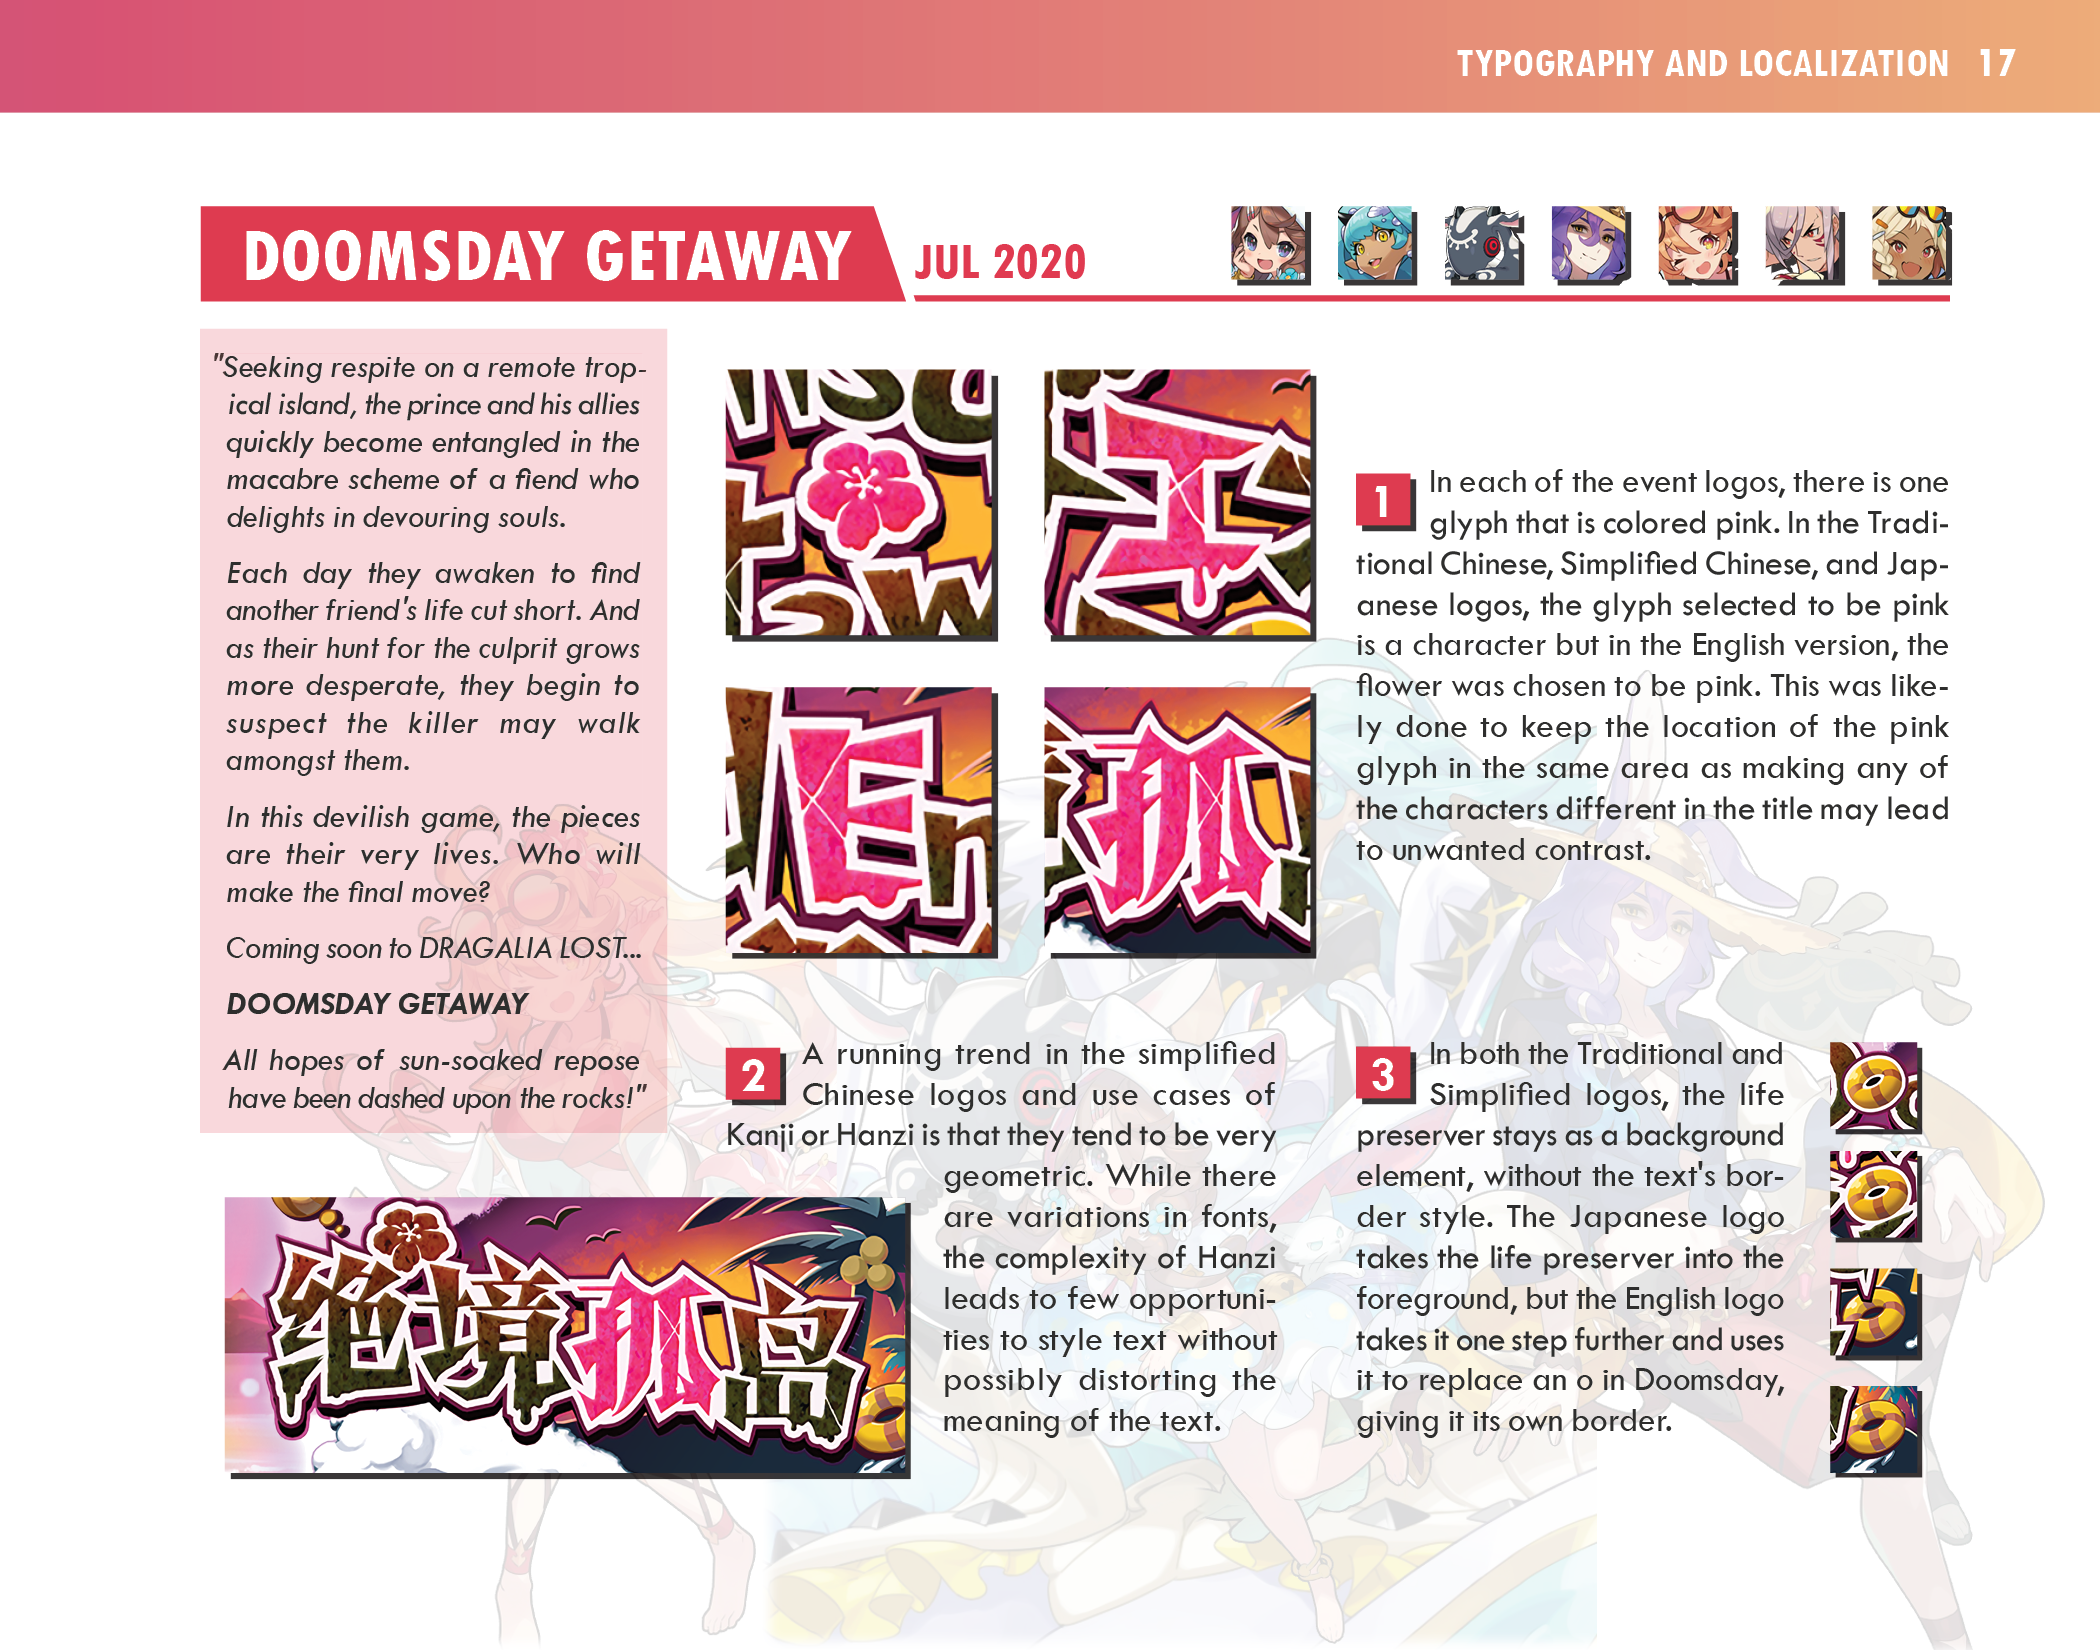 TYPOGRAPHY AND LOCALIZATION 17
DOOMSDAY GETAWAY
JUL 2020
"Seeking respite on a remote trop-
ical island, the prince and his allies
quickly become entangled in the
macabre scheme of a fiend who
delights in devouring souls.
Each day they awaken to find
another friend's life cut short. And
as their hunt for the culprit grows
more desperate, they begin to
suspect the killer may walk
amongst them.
In this devilish game, the pieces
are their very lives. Who will
make the final move?
Coming soon to DRAGALIA LOST...
DOOMSDAY GETAWAY
All hopes of sun-soaked repose
have been dashed upon the rocks!"
エ
孤
1
In each of the event logos, there is one
glyph that is colored pink. In the Tradi-
tional Chinese, Simplified Chinese, and Jap-
anese logos, the glyph selected to be pink
is a character but in the English version, the
flower was chosen to be pink. This was like-
ly done to keep the location of the pink
glyph in the same area as making any of
the characters different in the title may lead
to unwanted contrast.
2
A running trend in the simplified
Chinese logos and use cases of
Kanji or Hanzi is that they tend to be very
geometric. While there
are variations in fonts,
the complexity of Hanzi
leads to few opportuni-
ties to style text without
possibly distorting the
meaning of the text.
绝境孤岛
3
In both the Traditional and
Simplified logos, the life
preserver stays as a background
element, without the text's bor-
der style. The Japanese logo
takes the life preserver into the
foreground, but the English logo
takes it one step further and uses
it to replace an o in Doomsday,
giving it its own border.